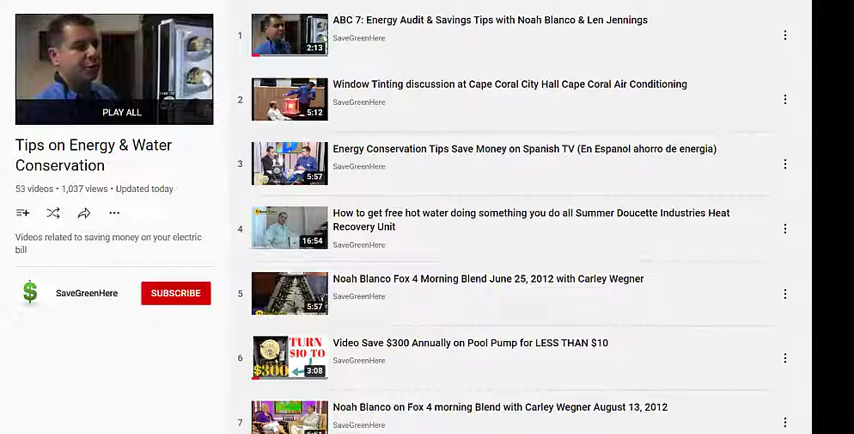 PLAY ALL
Tips on Energy & Water
Conservation
53 videos • 1,037 views • Updated today
Videos related to saving money on your electric
bill
$
SaveGreenHere
SUBSCRIBE
1
2:13
ABC 7: Energy Audit & Savings Tips with Noah Blanco & Len Jennings
SaveGreenHere
2
5:12
Window Tinting discussion at Cape Coral City Hall Cape Coral Air Conditioning
SaveGreenHere
3
5:57
Energy Conservation Tips Save Money on Spanish TV (En Espanol ahorro de energia)
SaveGreenHere
4
16:54
How to get free hot water doing something you do all Summer Doucette Industries Heat
Recovery Unit
SaveGreenHere
5
5:57
Noah Blanco Fox 4 Morning Blend June 25, 2012 with Carley Wegner
SaveGreenHere
6
TURN
$10 TO
$300
3:08
Video Save $300 Annually on Pool Pump for LESS THAN $10
SaveGreenHere
7
Noah Blanco on Fox 4 morning Blend with Carley Wegner August 13, 2012
SaveGreenHere